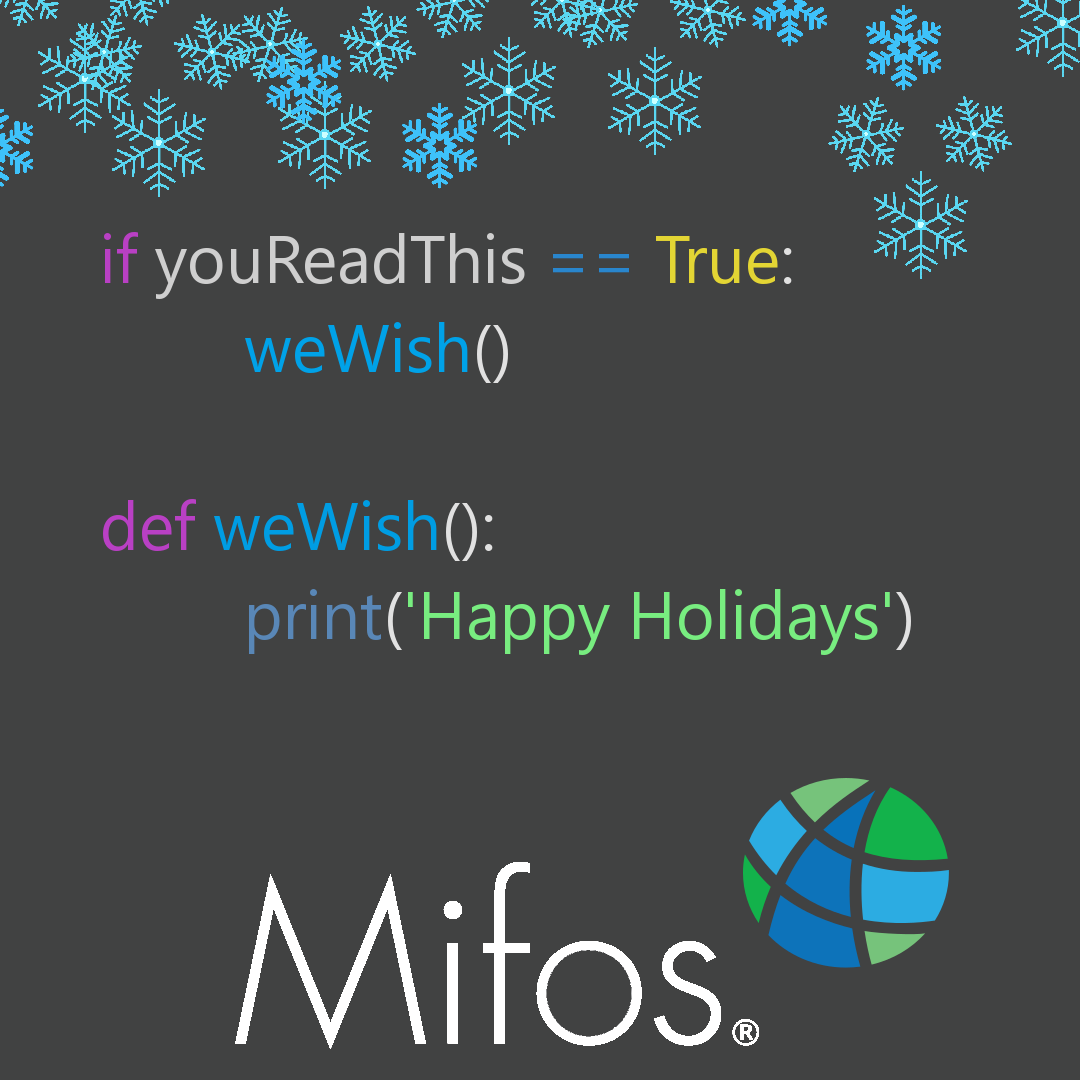 if youReadThis == True:
weWish()
def weWish():
print('Happy Holidays')
Mifos®